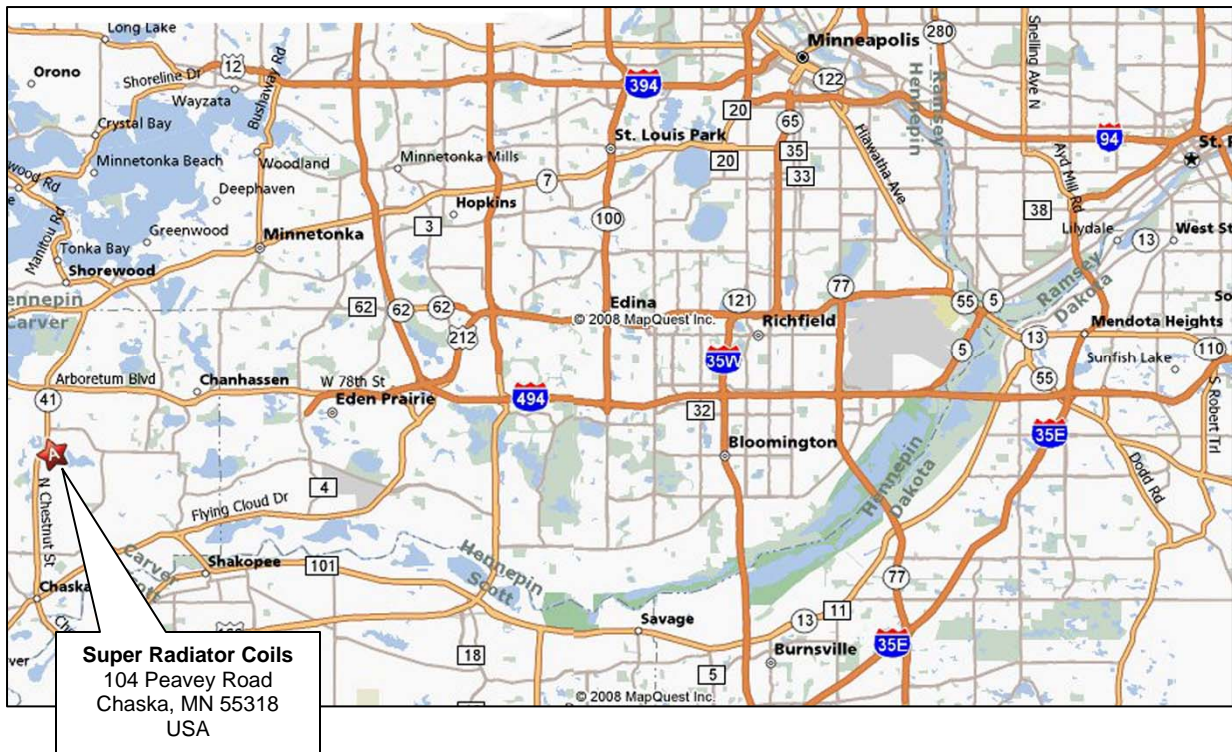 Long Lake
Orono
Shoreline Dr
12
Wayzata
Bushaway Rd
Crystal Bay
Minnetonka Beach
Woodland
Deephaven
Greenwood
Manitou Rd
Tonka Bay
Shorewood
Minnetonka
Carver
Minneapolis
280
Snelling Ave N
394
122
Hennepin
Ramsey
20
65
St. Louis Park
20
35
33
Hiawatha Ave
94
Ayd Mill Rd
Minnetonka Mills
7
Hopkins
3
100
38
Lilydale
13
62
62
62
212
Edina
121
77
© 2008 MapQuest Inc.
Richfield
55
5
Ramsey
Dakota
13
Mendota Heights
Sunfish Lake
110
5
55
S Robert Trl
35W
Arboretum Blvd
41
Chanhassen
W 78th St
Eden Prairie
494
32
Bloomington
35E
Dodd Rd
A
N Chestnut St
4
Flying Cloud Dr
Hennepin
Dakota
Carver
Shakopee
101
Hennepin
Scott
Chaska
77
Savage
13
11
18
5
Burnsville
35E
© 2008 MapQuest Inc.
Super Radiator Coils
104 Peavey Road
Chaska, MN 55318
USA